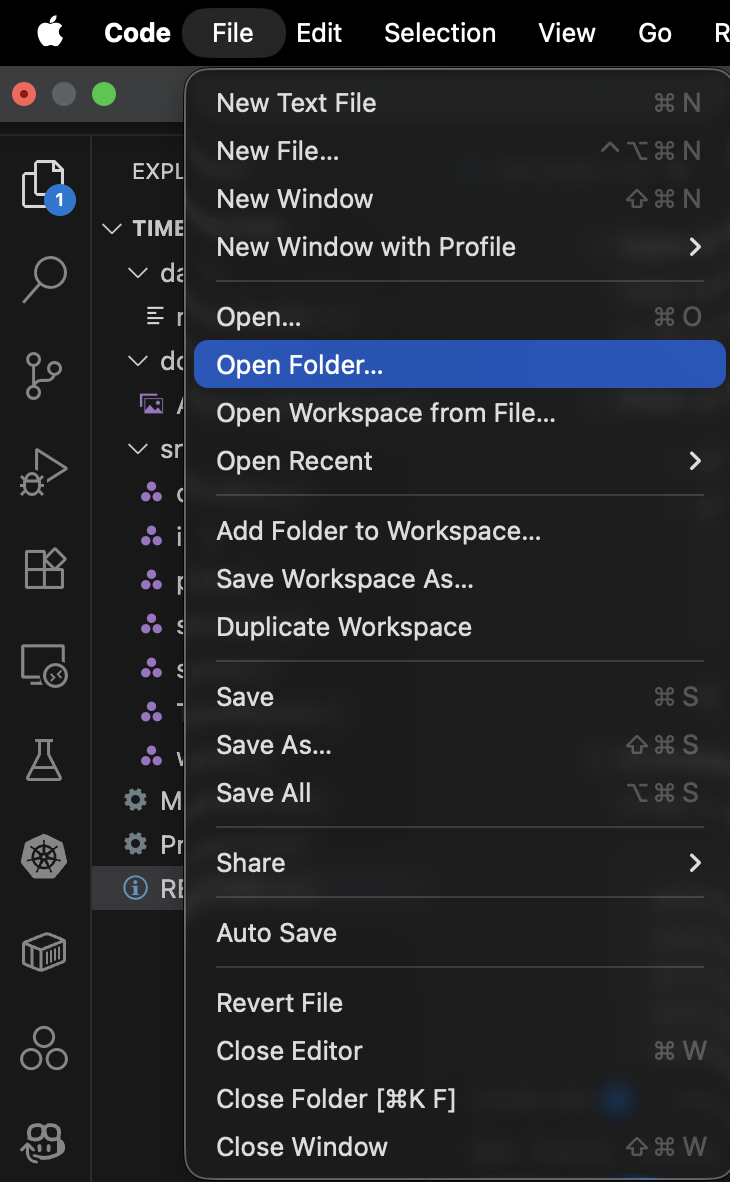 Code File Edit Selection View Go R
New Text File ⌘ N
New File... ⌃⌥⌘ N
New Window ⇧⌘ N
New Window with Profile
Open... ⌘ O
Open Folder...
Open Workspace from File...
Open Recent
Add Folder to Workspace...
Save Workspace As...
Duplicate Workspace
Save ⌘ S
Save As... ⇧⌘ S
Save All ⌥⌘ S
Share
Auto Save
Revert File
Close Editor ⌘ W
Close Folder [⌘K F]
Close Window ⇧⌘ W
1
EXPL
TIME
da
do
sr
M
Pr
RE